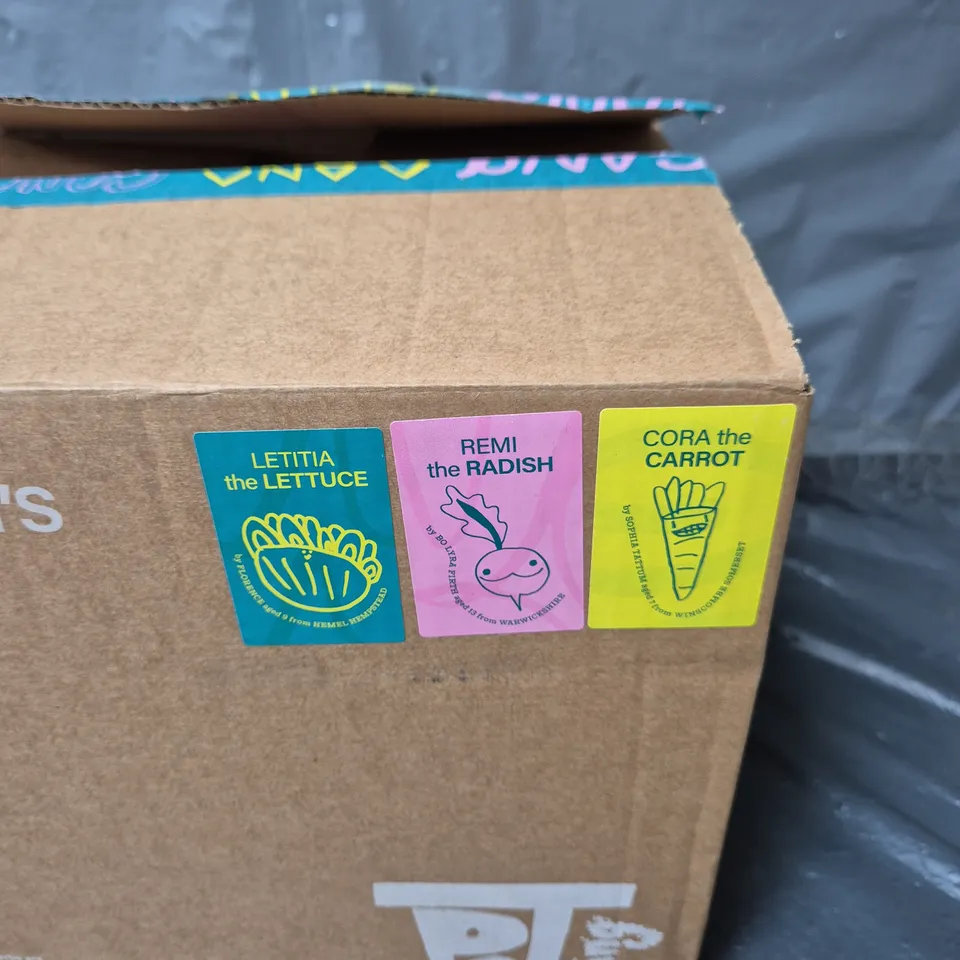 'S
LETITIA
the LETTUCE
by FLORENCE aged 9 from HEMEL HEMPSTEAD
REMI
the RADISH
by BO LYRA FIRTH aged 13 from WARWICKSHIRE
CORA the
CARROT
by SOPHIA TATTUM aged 7 from WINSCOMBE SOMERSET